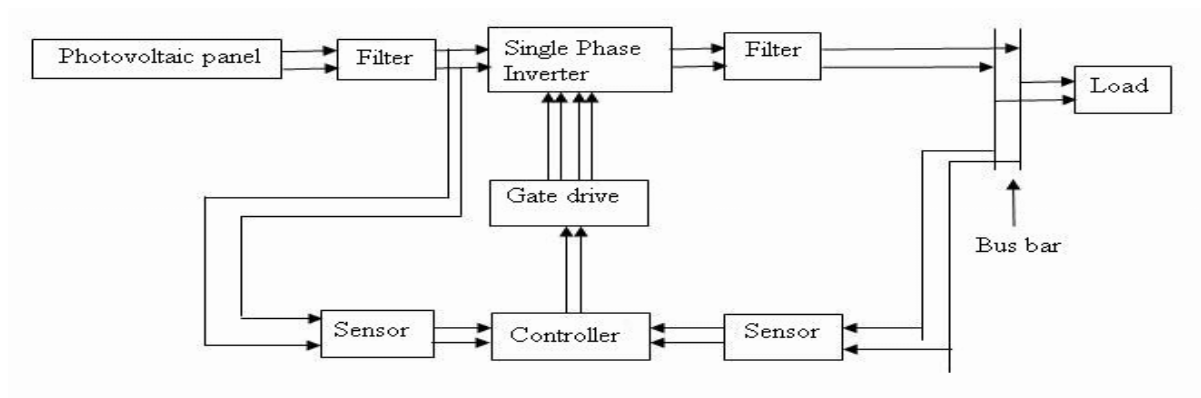 Photovoltaic panel
Filter
Single Phase
Inverter
Filter
Load
Gate drive
Bus bar
Sensor
Controller
Sensor